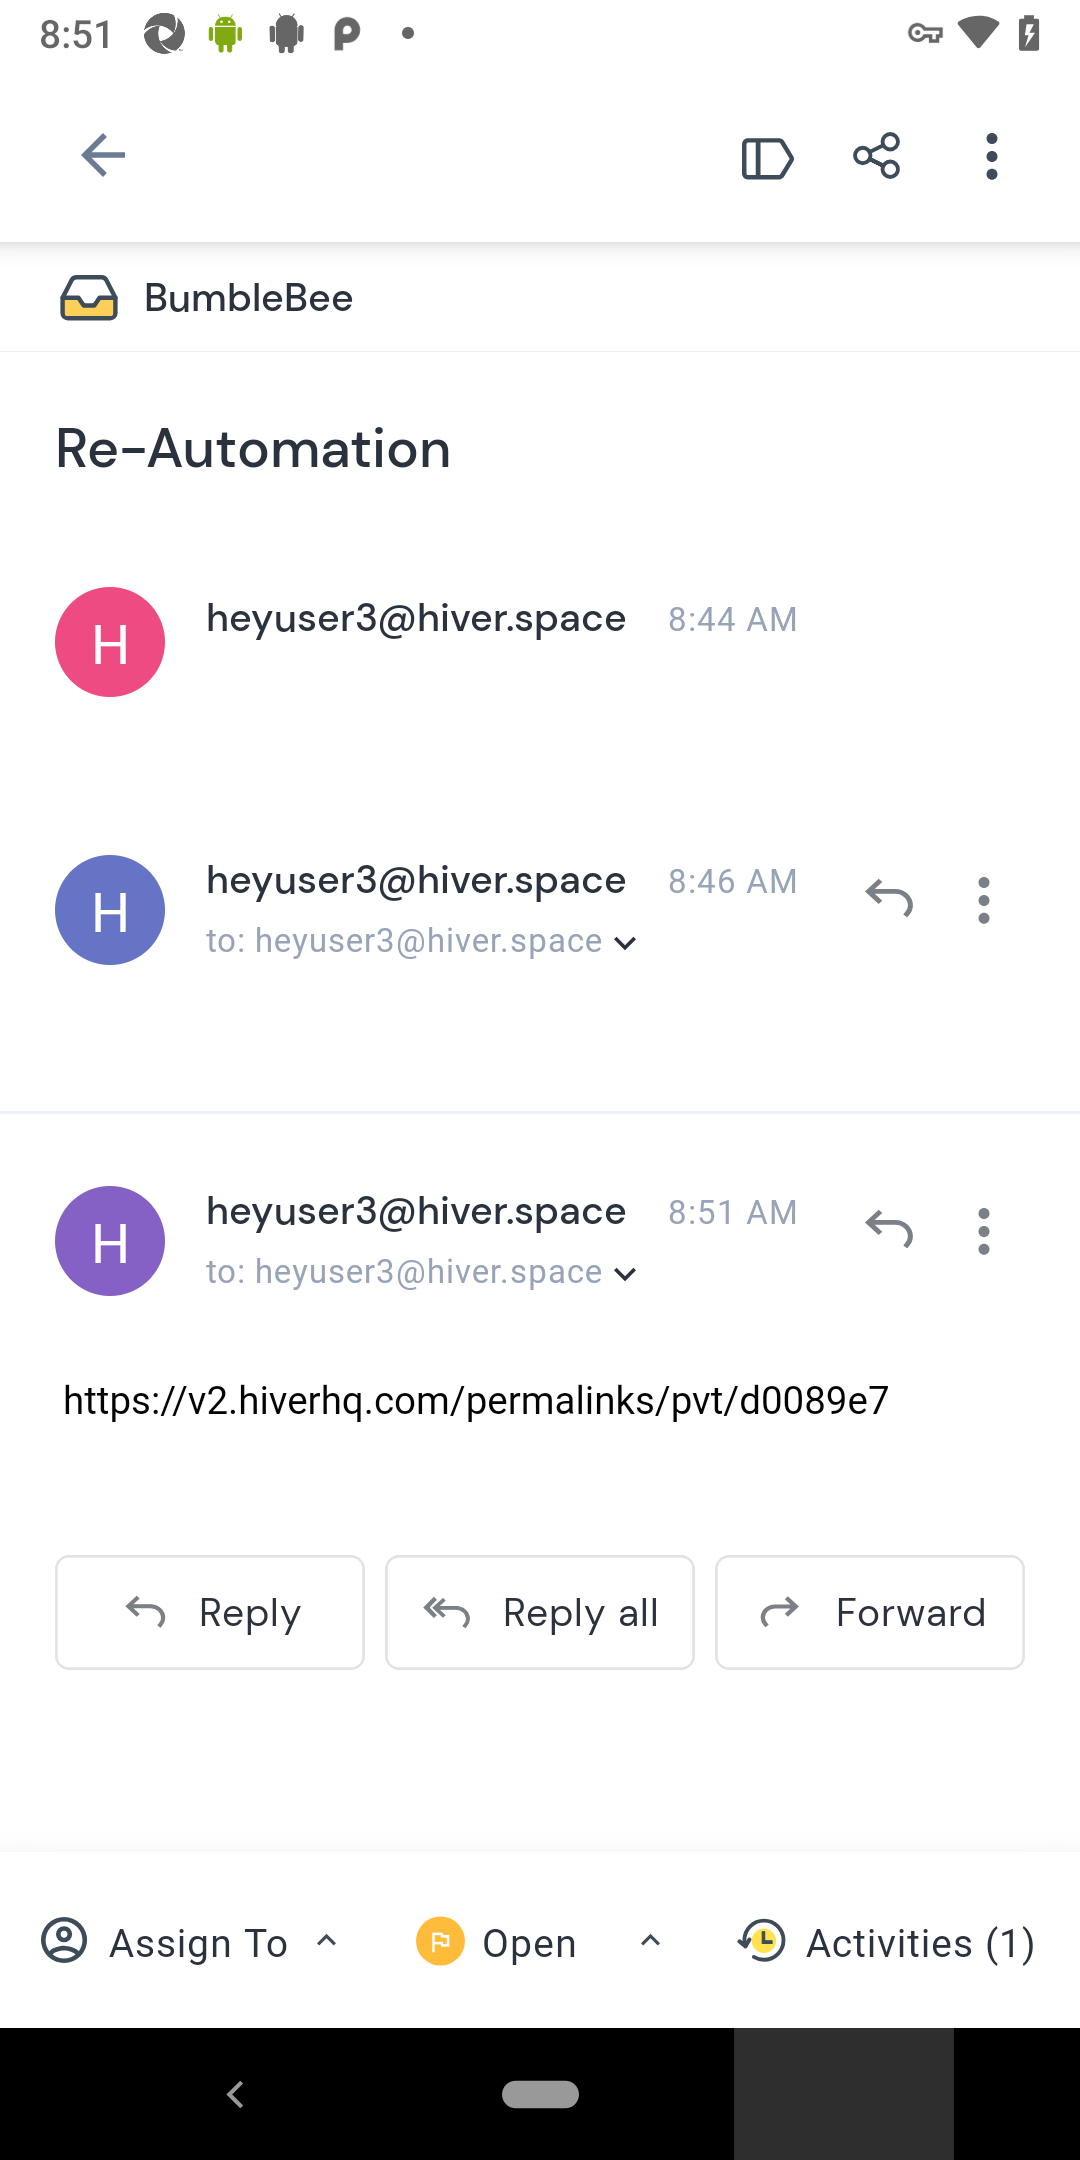 8:51
BumbleBee
Re-Automation
H
heyuser3@hiver.space 8:44 AM
H
heyuser3@hiver.space 8:46 AM
to: heyuser3@hiver.space
H
heyuser3@hiver.space 8:51 AM
to: heyuser3@hiver.space
https://v2.hiverhq.com/permalinks/pvt/d0089e7
Reply Reply all Forward
Assign To Open Activities (1)